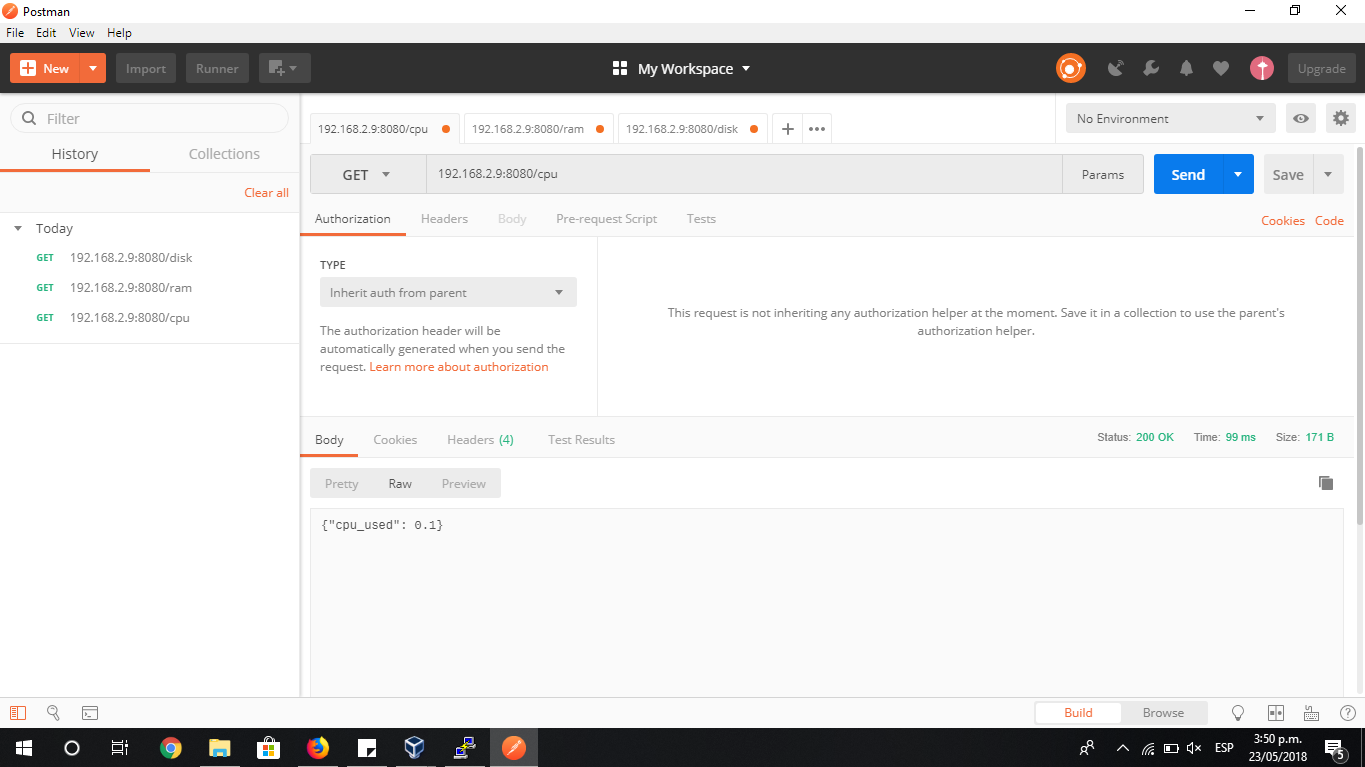 Postman
File Edit View Help
New Import Runner My Workspace Upgrade
Filter
History Collections
Clear all
Today
GET 192.168.2.9:8080/disk
GET 192.168.2.9:8080/ram
GET 192.168.2.9:8080/cpu
192.168.2.9:8080/cpu 192.168.2.9:8080/ram 192.168.2.9:8080/disk No Environment
GET 192.168.2.9:8080/cpu Params Send Save
Authorization Headers Body Pre-request Script Tests Cookies Code
TYPE
Inherit auth from parent
The authorization header will be
automatically generated when you send the
request. Learn more about authorization
This request is not inheriting any authorization helper at the moment. Save it in a collection to use the parent's
authorization helper.
Body Cookies Headers (4) Test Results Status: 200 OK Time: 99 ms Size: 171 B
Pretty Raw Preview
{"cpu_used": 0.1}
Build Browse
ESP
3:50 p.m.
23/05/2018
5